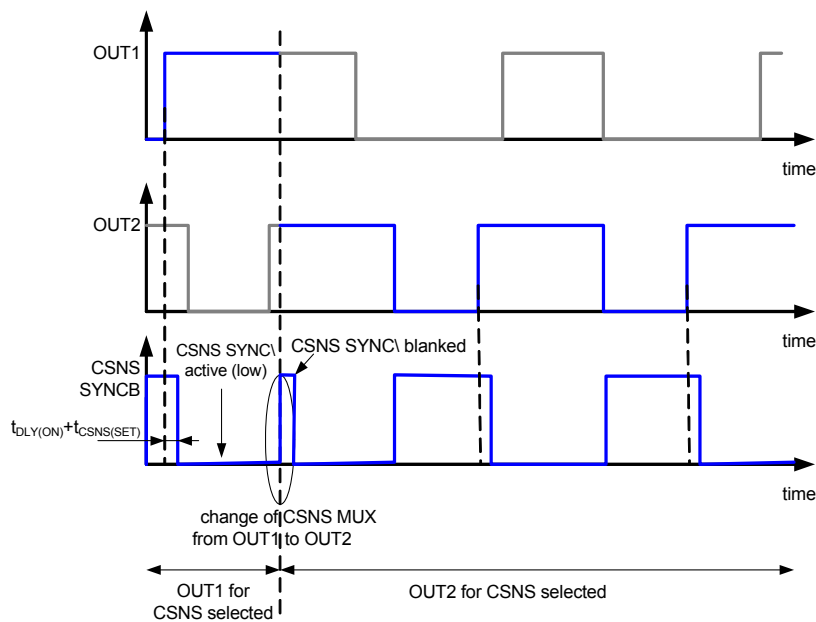 OUT1
time
OUT2
time
CSNS
SYNCB
CSNS SYNC\
active (low)
CSNS SYNC\ blanked
tDLY(ON)+tCSNS(SET)
time
change of CSNS MUX
from OUT1 to OUT2
OUT1 for
CSNS selected
OUT2 for CSNS selected